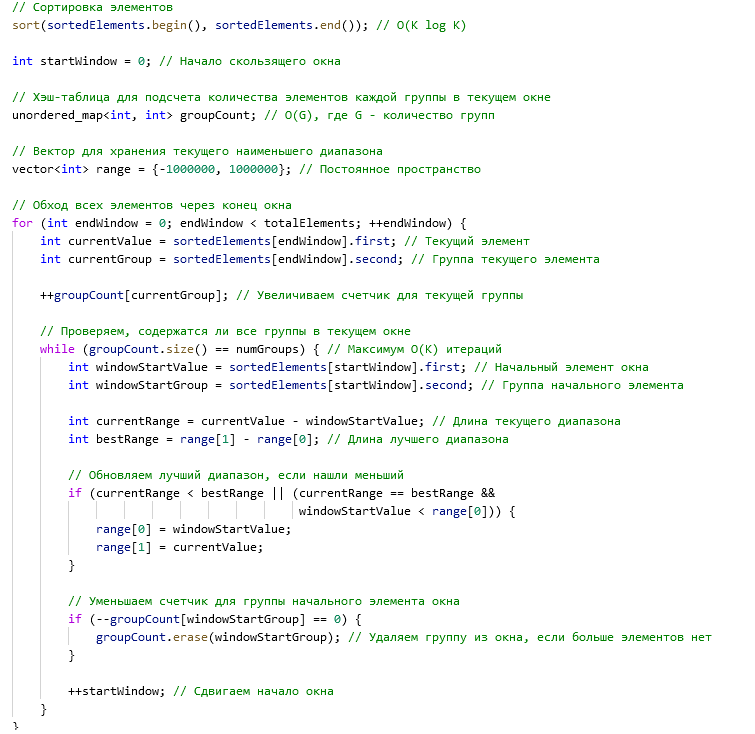 // Сортировка элементов
sort(sortedElements.begin(), sortedElements.end()); // O(K log K)
int startWindow = 0; // Начало скользящего окна
// Хэш-таблица для подсчета количества элементов каждой группы в текущем окне
unordered_map<int, int> groupCount; // O(G), где G - количество групп
// Вектор для хранения текущего наименьшего диапазона
vector<int> range = {-1000000, 1000000}; // Постоянное пространство
// Обход всех элементов через конец окна
for (int endWindow = 0; endWindow < totalElements; ++endWindow) {
int currentValue = sortedElements[endWindow].first; // Текущий элемент
int currentGroup = sortedElements[endWindow].second; // Группа текущего элемента
++groupCount[currentGroup]; // Увеличиваем счетчик для текущей группы
// Проверяем, содержатся ли все группы в текущем окне
while (groupCount.size() == numGroups) { // Максимум O(K) итераций
int windowStartValue = sortedElements[startWindow].first; // Начальный элемент окна
int windowStartGroup = sortedElements[startWindow].second; // Группа начального элемента
int currentRange = currentValue - windowStartValue; // Длина текущего диапазона
int bestRange = range[1] - range[0]; // Длина лучшего диапазона
// Обновляем лучший диапазон, если нашли меньший
if (currentRange < bestRange || (currentRange == bestRange &&
windowStartValue < range[0])) {
range[0] = windowStartValue;
range[1] = currentValue;
}
// Уменьшаем счетчик для группы начального элемента окна
if (--groupCount[windowStartGroup] == 0) {
groupCount.erase(windowStartGroup); // Удаляем группу из окна, если больше элементов нет
}
++startWindow; // Сдвигаем начало окна
}
}